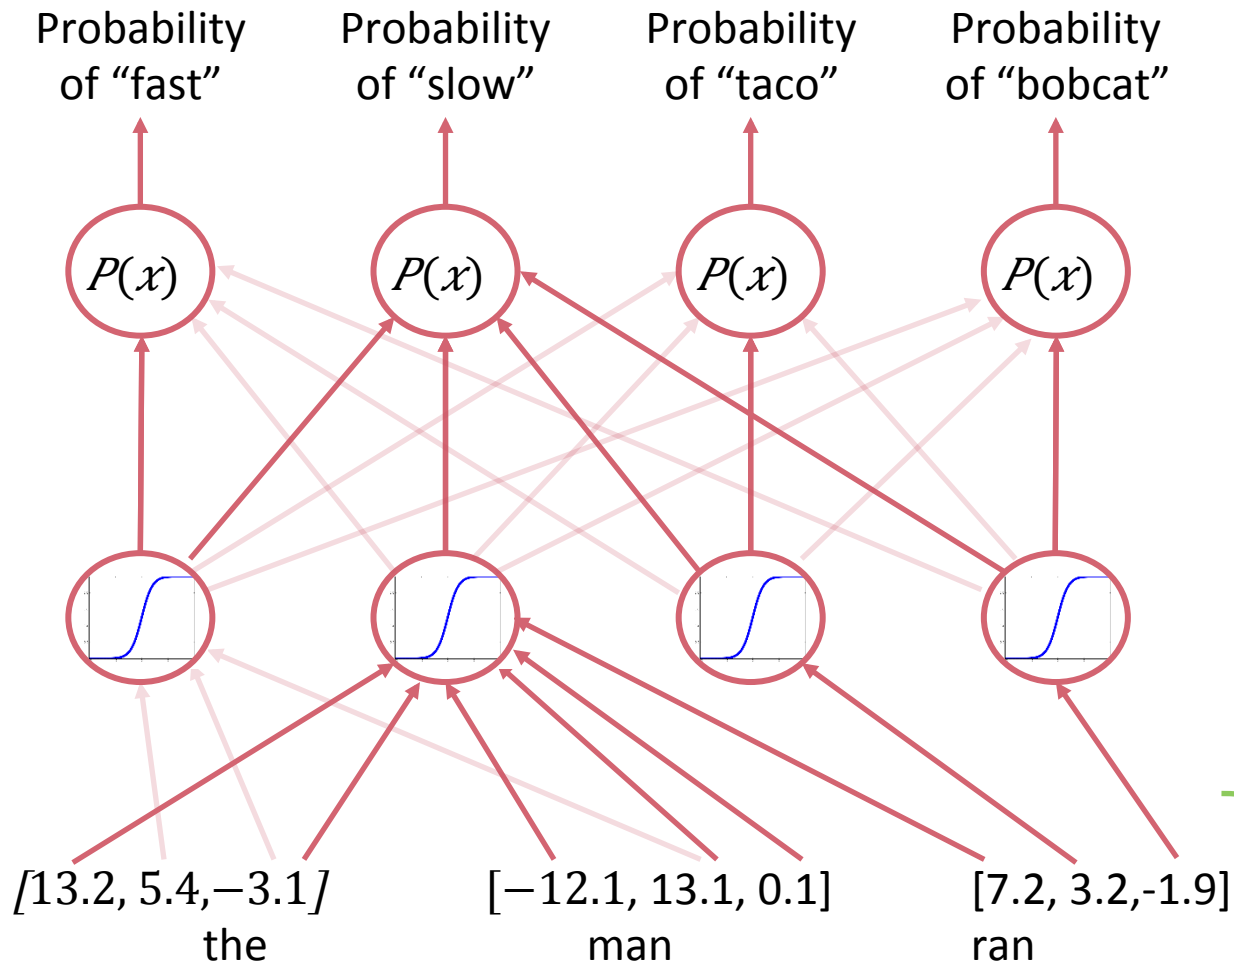 Probability Probability Probability Probability
of “fast” of “slow” of “taco” of “bobcat”
P(x) P(x) P(x) P(x)
[13.2, 5.4,−3.1] [−12.1, 13.1, 0.1] [7.2, 3.2,-1.9]
the man ran